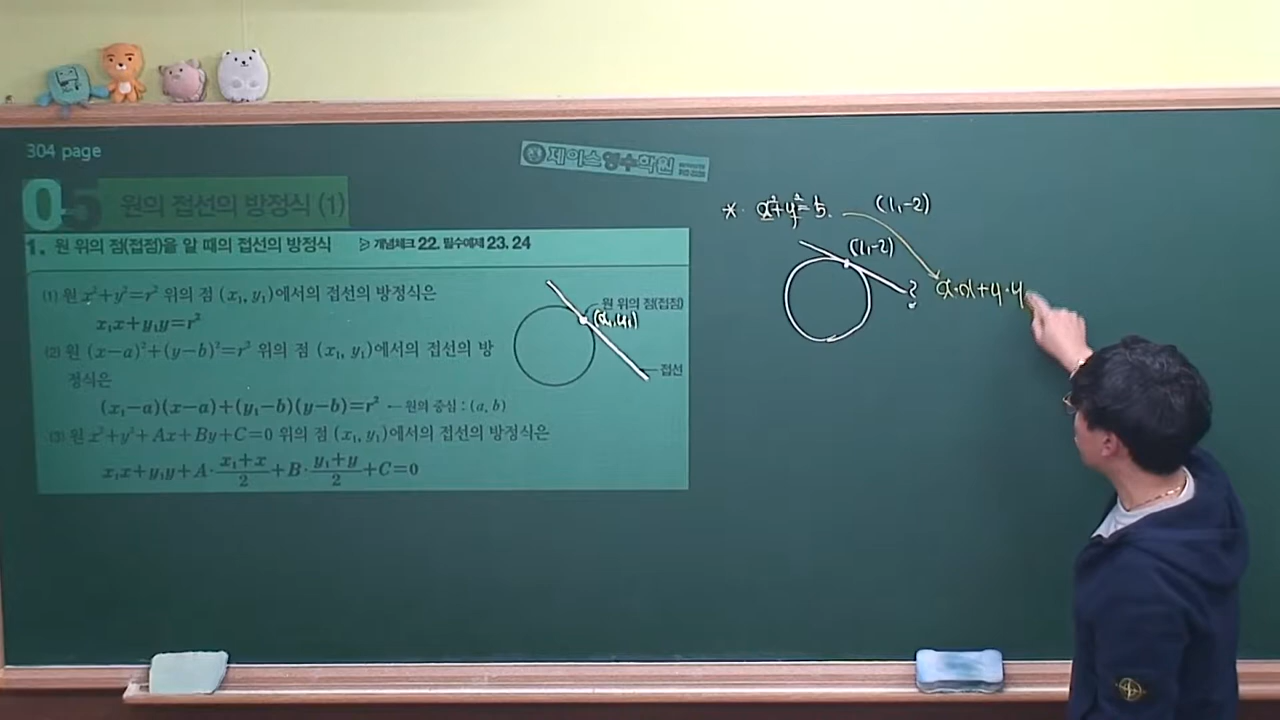 304 page
제이스영수학원
05 원의 접선의 방정식 (1)
1. 원 위의 점(접점)을 알 때의 접선의 방정식 ▷ 개념체크 22. 필수예제 23, 24
(1) 원 x²+y²=r² 위의 점 (x₁, y₁)에서의 접선의 방정식은
x₁x+y₁y=r²
(2) 원 (x-a)²+(y-b)²=r² 위의 점 (x₁, y₁)에서의 접선의 방
정식은
(x₁-a)(x-a)+(y₁-b)(y-b)=r² ← 원의 중심 : (a, b)
(3) 원 x²+y²+Ax+By+C=0 위의 점 (x₁, y₁)에서의 접선의 방정식은
x₁x+y₁y+A·(x₁+x)/2+B·(y₁+y)/2+C=0
원 위의 점(접점)
(x₁,y₁)
접선
*. x²+y²=5. (1,-2)
(1,-2)
? x·x+y·y